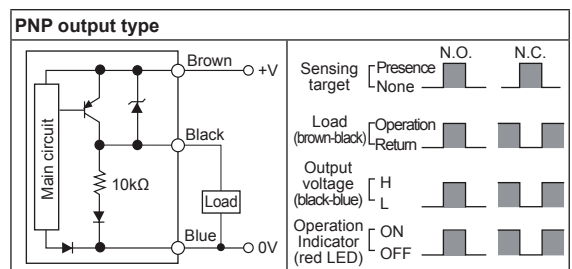 PNP output type
Main circuit
10kΩ
Brown
+V
Black
Load
Blue
0V
N.O. N.C.
Sensing target Presence None
Load (brown-black) Operation Return
Output voltage (black-blue) H L
Operation Indicator (red LED) ON OFF